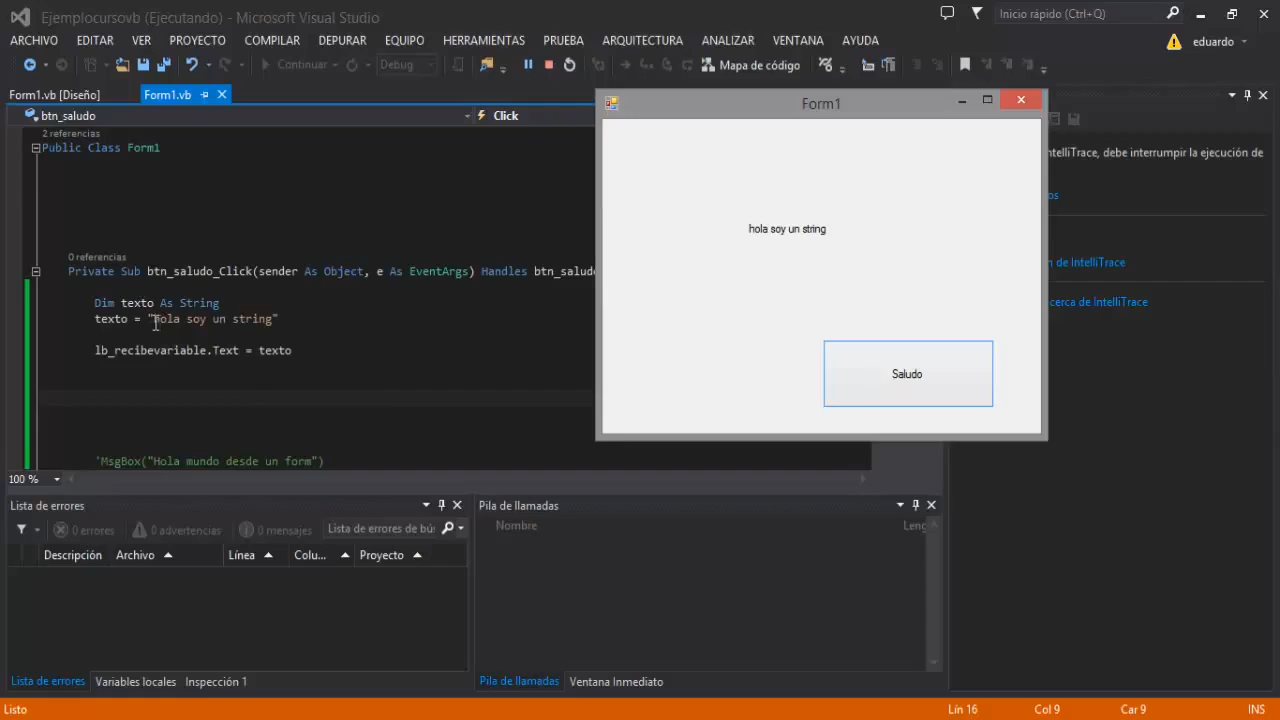 Ejemplocursovb (Ejecutando) - Microsoft Visual Studio
Inicio rápido (Ctrl+Q)
ARCHIVO EDITAR VER PROYECTO COMPILAR DEPURAR EQUIPO HERRAMIENTAS PRUEBA ARQUITECTURA ANALIZAR VENTANA AYUDA
eduardo
Continuar
Debug
Mapa de código
Form1.vb [Diseño]
Form1.vb
btn_saludo
Click
2 referencias
Public Class Form1
0 referencias
Private Sub btn_saludo_Click(sender As Object, e As EventArgs) Handles btn_saludo
Dim texto As String
texto = "hola soy un string"
lb_recibevariable.Text = texto
'MsgBox("Hola mundo desde un form")
100 %
Form1
hola soy un string
Saludo
ntelliTrace, debe interrumpir la ejecución de
os
n de IntelliTrace
cerca de IntelliTrace
Lista de errores
0 errores
0 advertencias
0 mensajes
Lista de errores de bús
Descripción Archivo Línea Colu... Proyecto
Pila de llamadas
Nombre
Leng
Lista de errores Variables locales Inspección 1
Pila de llamadas Ventana Inmediato
Listo
Lín 16
Col 9
Car 9
INS